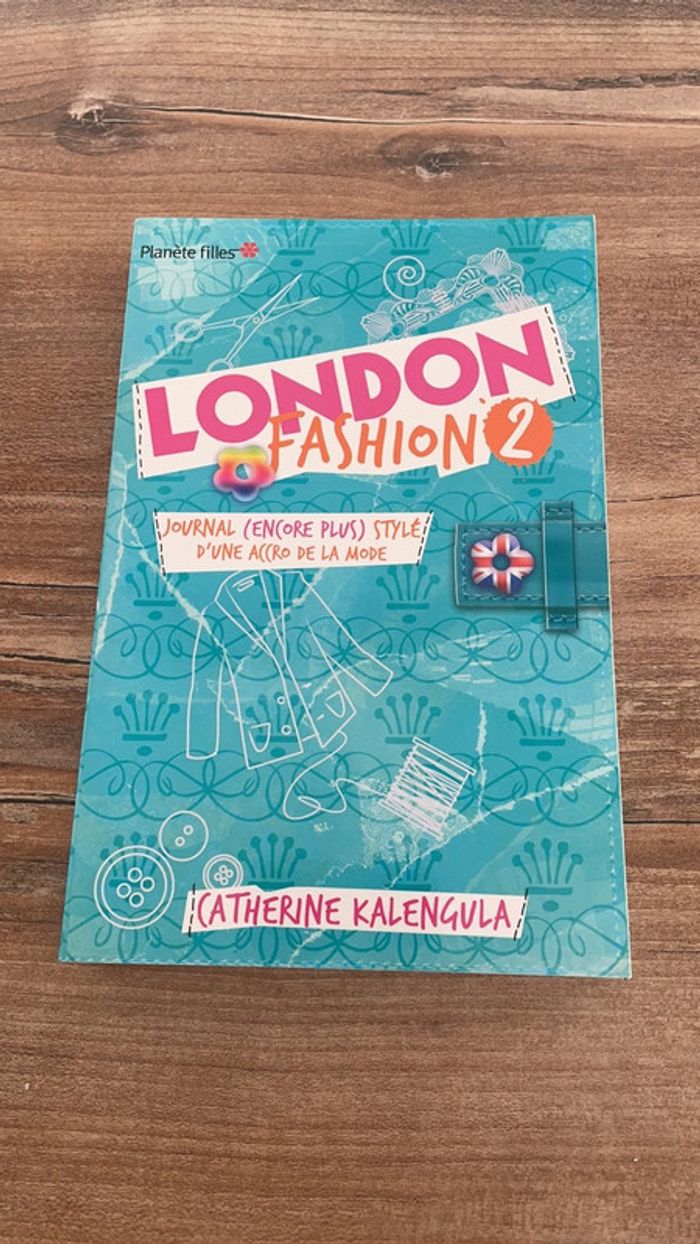 Planète filles
LONDON
FASHION 2
JOURNAL (ENCORE PLUS) STYLÉ
D'UNE ACCRO DE LA MODE
CATHERINE KALENGULA